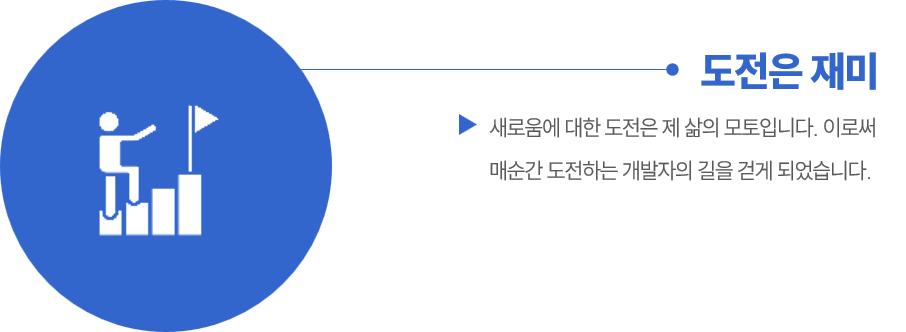 도전은 재미
새로움에 대한 도전은 제 삶의 모토입니다. 이로써
매순간 도전하는 개발자의 길을 걷게 되었습니다.